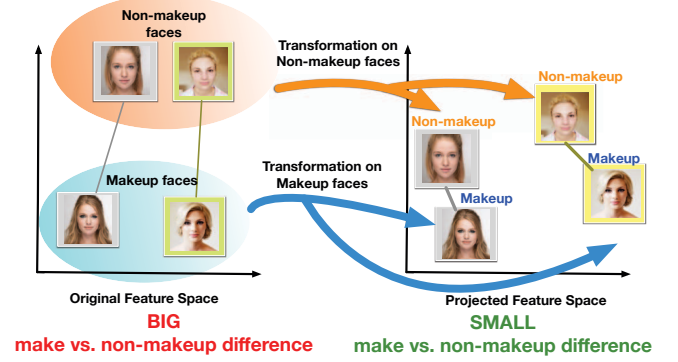 Non-makeup
faces
Makeup faces
Original Feature Space
BIG
make vs. non-makeup difference
Transformation on
Non-makeup faces
Transformation on
Makeup faces
Non-makeup
Non-makeup
Makeup
Makeup
Projected Feature Space
SMALL
make vs. non-makeup difference